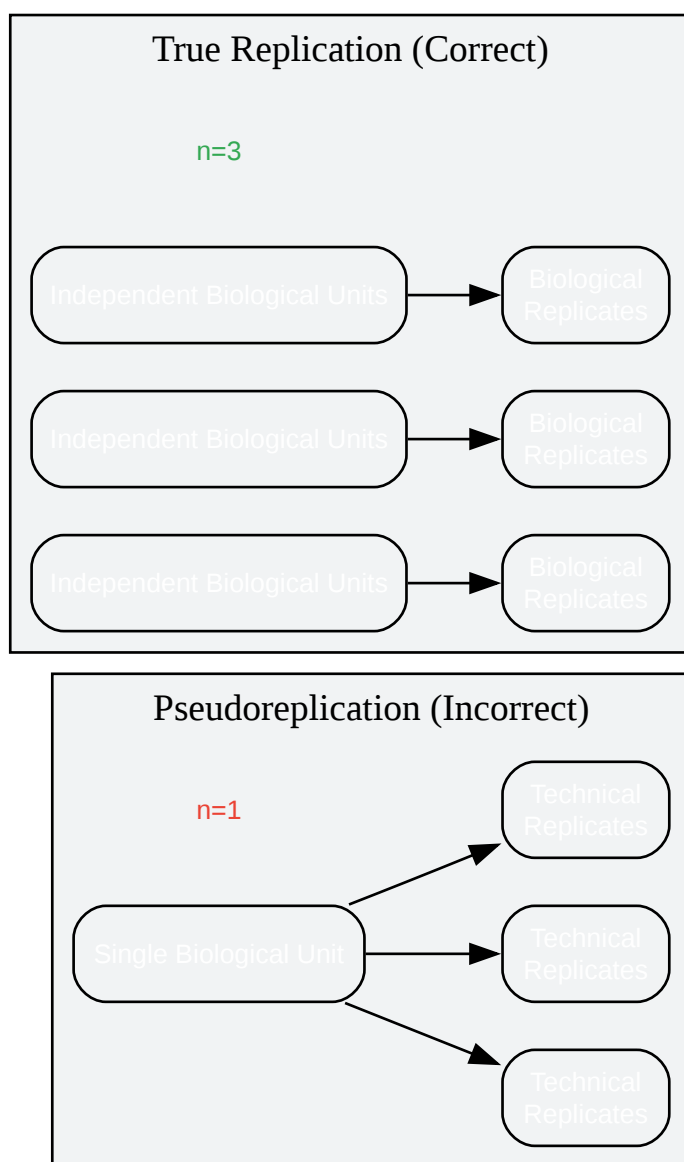 True Replication (Correct)
n=3
Independent Biological Units
Biological
Replicates
Independent Biological Units
Biological
Replicates
Independent Biological Units
Biological
Replicates
Pseudoreplication (Incorrect)
n=1
Technical
Replicates
Single Biological Unit
Technical
Replicates
Technical
Replicates